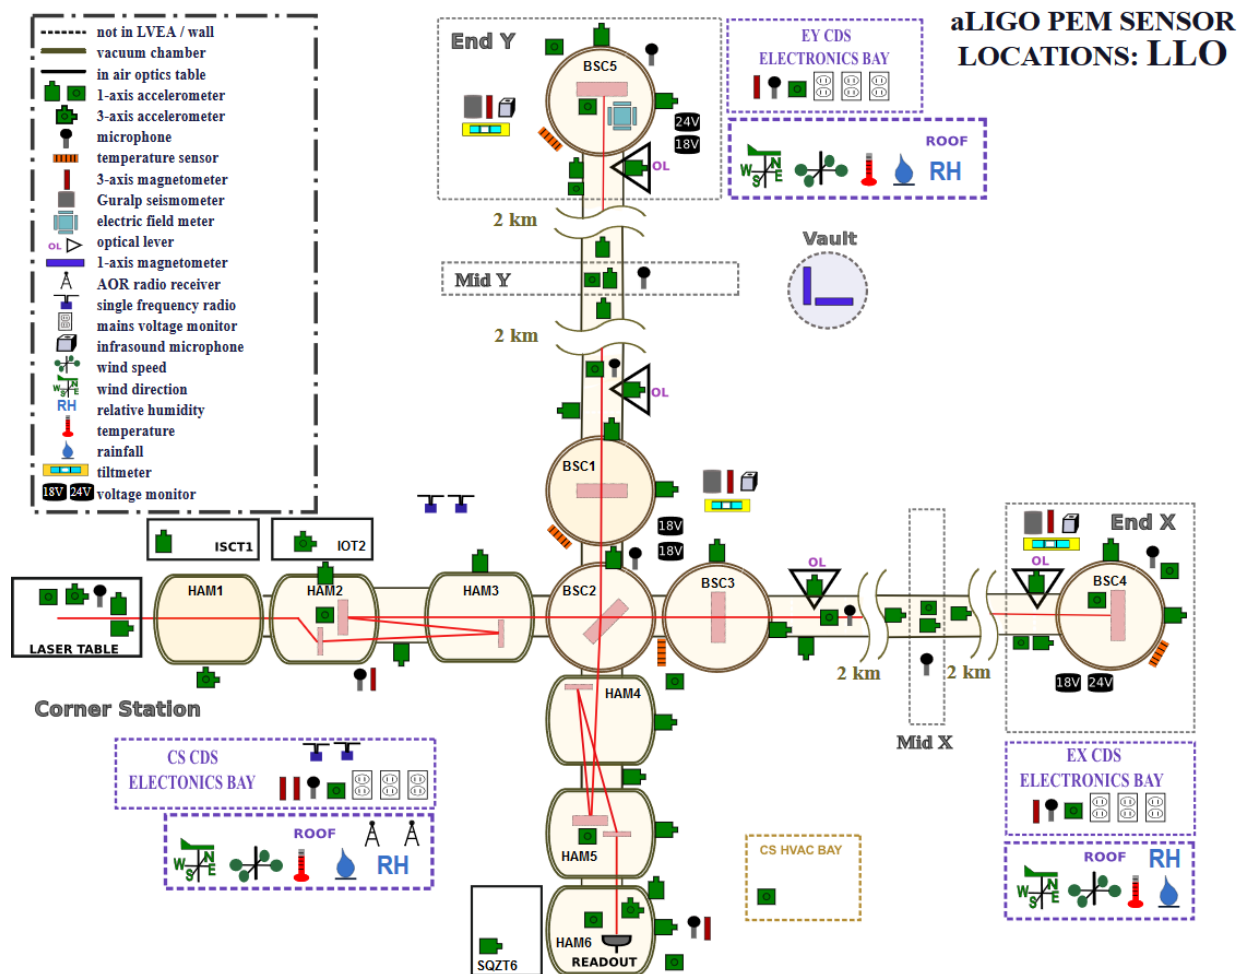 aLIGO PEM SENSOR
LOCATIONS: LLO
not in LVEA / wall
vacuum chamber
in air optics table
1-axis accelerometer
3-axis accelerometer
microphone
temperature sensor
3-axis magnetometer
Guralp seismometer
electric field meter
OL optical lever
1-axis magnetometer
AOR radio receiver
single frequency radio
mains voltage monitor
infrasound microphone
wind speed
W S N E wind direction
RH relative humidity
temperature
rainfall
tiltmeter
18V 24V voltage monitor
End Y
BSC5
24V
18V
OL
EY CDS
ELECTRONICS BAY
ROOF
W S N E
RH
2 km
Mid Y
2 km
Vault
OL
BSC1
18V
18V
ISCT1
IOT2
LASER TABLE
HAM1
HAM2
HAM3
BSC2
BSC3
OL
2 km
Mid X
2 km
End X
OL
BSC4
18V 24V
Corner Station
HAM4
HAM5
HAM6
READOUT
SQZT6
CS CDS
ELECTONICS BAY
ROOF
W S N E
RH
CS HVAC BAY
EX CDS
ELECTRONICS BAY
ROOF
RH
W S N E